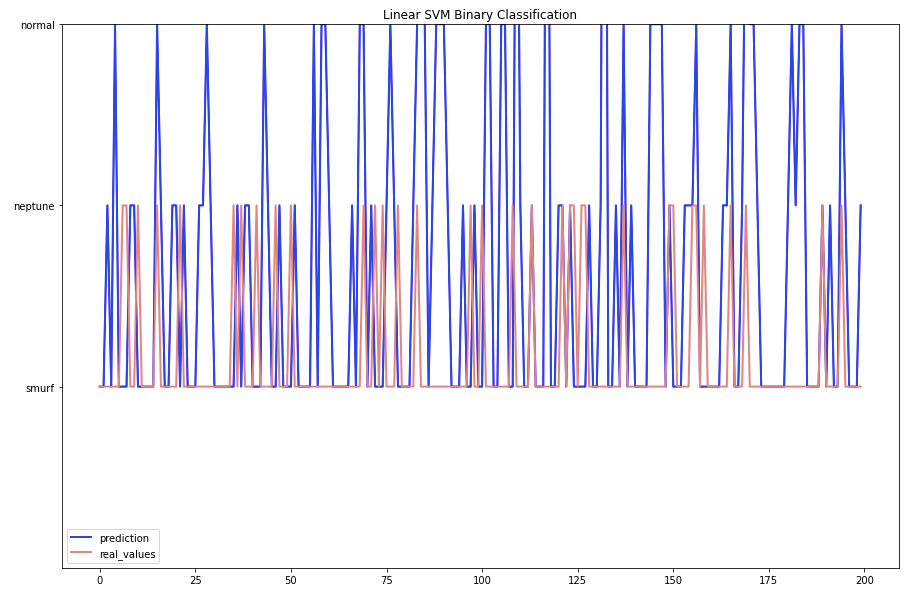 Linear SVM Binary Classification
normal
neptune
smurf
prediction
real_values
0 25 50 75 100 125 150 175 200